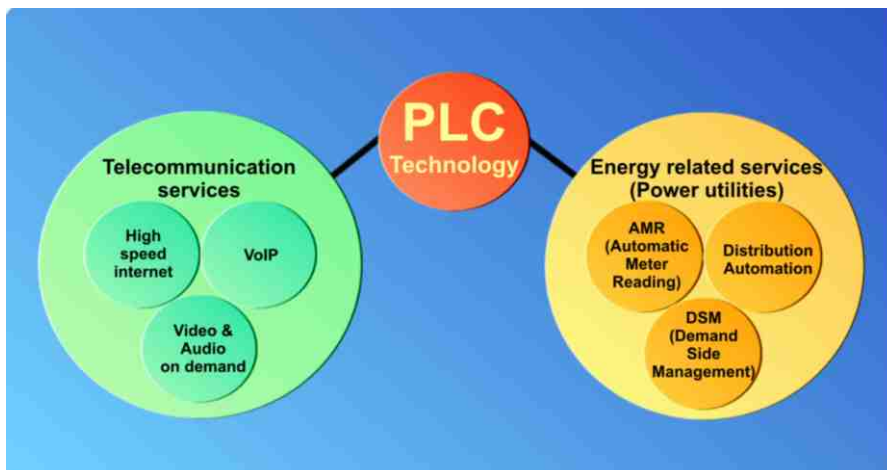 PLC
Technology
Telecommunication
services
High
speed
internet
VoIP
Video &
Audio
on demand
Energy related services
(Power utilities)
AMR
(Automatic
Meter
Reading)
Distribution
Automation
DSM
(Demand
Side
Management)